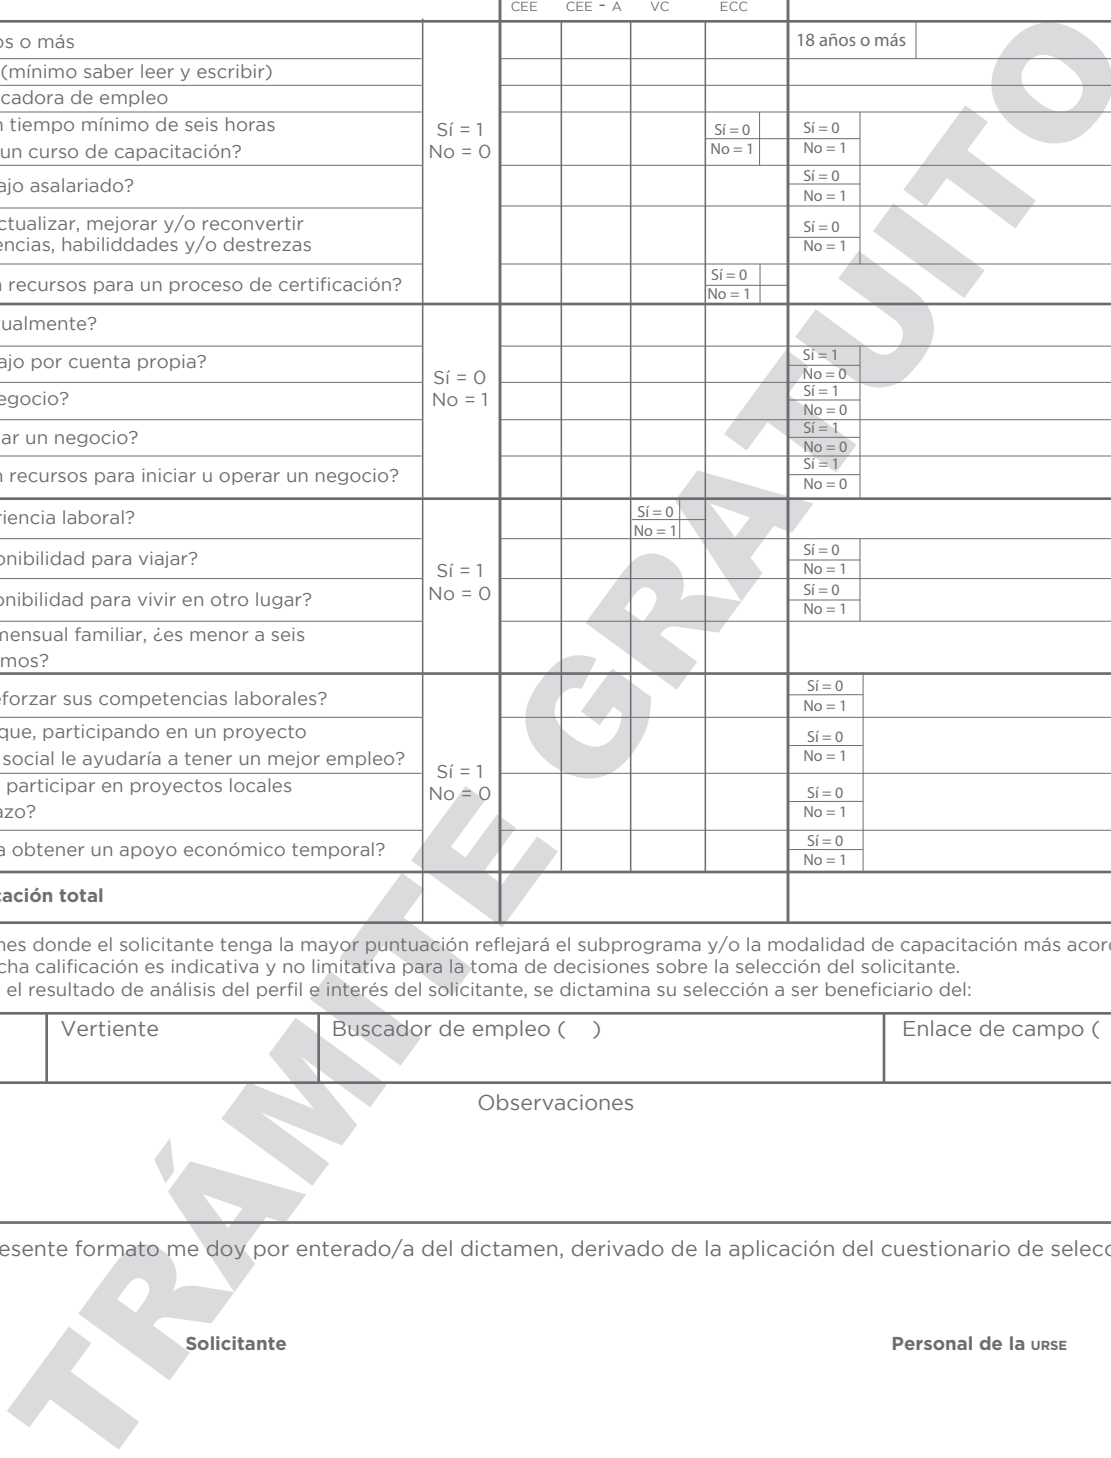 CEE CEE - A VC ECC
os o más
18 años o más
(mínimo saber leer y escribir)
cadora de empleo
n tiempo mínimo de seis horas
un curso de capacitación?
Sí = 1
No = 0
Sí = 0
No = 1
Sí = 0
No = 1
ajo asalariado?
Sí = 0
No = 1
ctualizar, mejorar y/o reconvertir
encias, habiliddades y/o destrezas
Sí = 0
No = 1
n recursos para un proceso de certificación?
Sí = 0
No = 1
tualmente?
ajo por cuenta propia?
Sí = 0
No = 1
Sí = 1
No = 0
egocio?
Sí = 1
No = 0
ar un negocio?
Sí = 1
No = 0
n recursos para iniciar u operar un negocio?
Sí = 1
No = 0
riencia laboral?
Sí = 0
No = 1
onibilidad para viajar?
Sí = 1
No = 0
Sí = 0
No = 1
onibilidad para vivir en otro lugar?
Sí = 0
No = 1
mensual familiar, ¿es menor a seis
mos?
eforzar sus competencias laborales?
Sí = 0
No = 1
que, participando en un proyecto
social le ayudaría a tener un mejor empleo?
Sí = 1
No = 0
Sí = 0
No = 1
participar en proyectos locales
azo?
Sí = 0
No = 1
a obtener un apoyo económico temporal?
Sí = 0
No = 1
cación total
nes donde el solicitante tenga la mayor puntuación reflejará el subprograma y/o la modalidad de capacitación más acor
cha calificación es indicativa y no limitativa para la toma de decisiones sobre la selección del solicitante.
el resultado de análisis del perfil e interés del solicitante, se dictamina su selección a ser beneficiario del:
Vertiente
Buscador de empleo ( )
Enlace de campo (
Observaciones
esente formato me doy por enterado/a del dictamen, derivado de la aplicación del cuestionario de selecc
Solicitante
Personal de la URSE
TRÁMITE GRATUITO